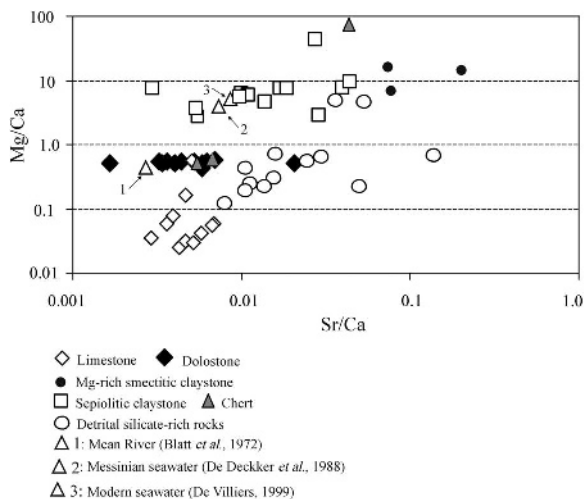 100
10
1.0
0.1
0.01
Mg/Ca
3
2
1
0.001
0.01
0.1
1.0
Sr/Ca
Limestone Dolostone
Mg-rich smectitic claystone
Sepiolitic claystone Chert
Detrital silicate-rich rocks
1: Mean River (Blatt et al., 1972)
2: Messinian seawater (De Deckker et al., 1988)
3: Modern seawater (De Villiers, 1999)